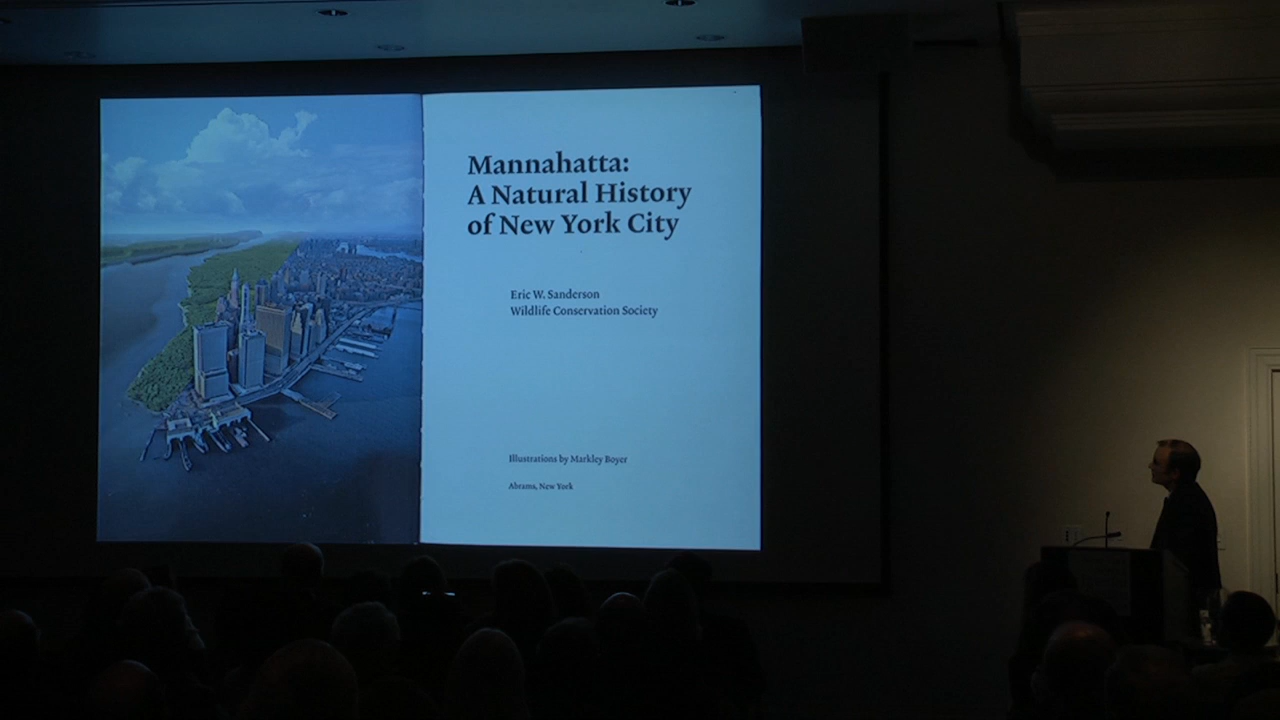 Mannahatta:
A Natural History
of New York City
Eric W. Sanderson
Wildlife Conservation Society
Illustrations by Markley Boyer
Abrams, New York